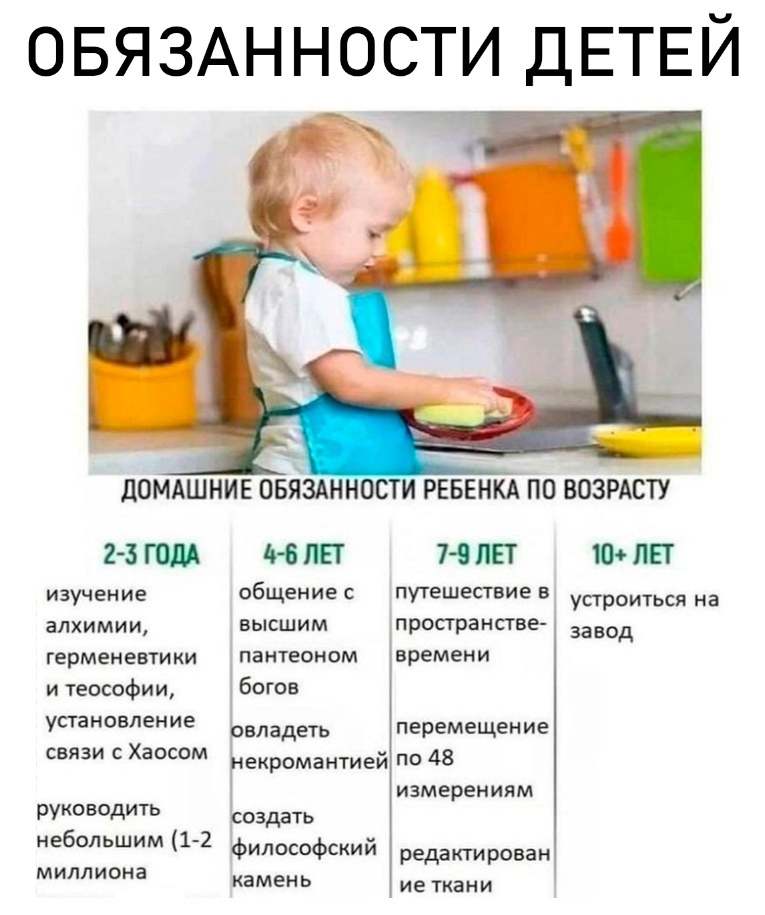 ОБЯЗАННОСТИ ДЕТЕЙ
ДОМАШНИЕ ОБЯЗАННОСТИ РЕБЕНКА ПО ВОЗРАСТУ
2-3 ГОДА
изучение
алхимии,
герменевтики
и теософии,
установление
связи с Хаосом
руководить
небольшим (1-2
миллиона
4-6 ЛЕТ
общение с
высшим
пантеоном
богов
овладеть
некромантией
создать
философский
камень
7-9 ЛЕТ
путешествие в
пространстве-
времени
перемещение
по 48
измерениям
редактирован
ие ткани
10+ ЛЕТ
устроиться на
завод